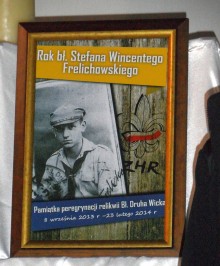 Rok bł. Stefana Wincentego
Frelichowskiego
ZHR
Pamiątka peregrynacji relikwii Bł. Druha Wicka
8 września 2013 r – 23 lutego 2014 r